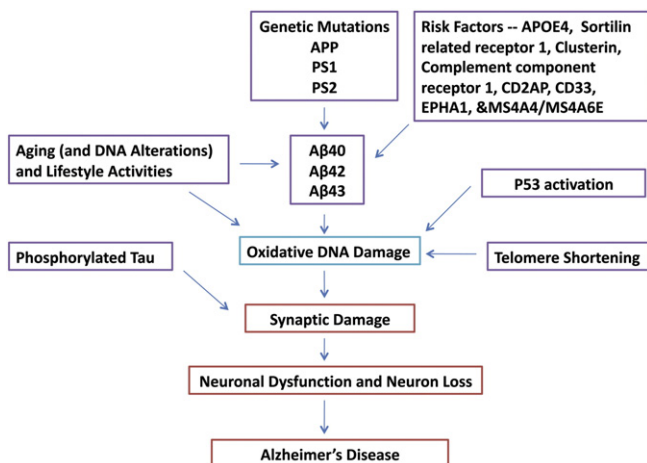 Genetic Mutations
APP
PS1
PS2
Risk Factors -- APOE4, Sortilin
related receptor 1, Clusterin,
Complement component
receptor 1, CD2AP, CD33,
EPHA1, &MS4A4/MS4A6E
Aging (and DNA Alterations)
and Lifestyle Activities
Aβ40
Aβ42
Aβ43
P53 activation
Phosphorylated Tau
Oxidative DNA Damage
Telomere Shortening
Synaptic Damage
Neuronal Dysfunction and Neuron Loss
Alzheimer's Disease